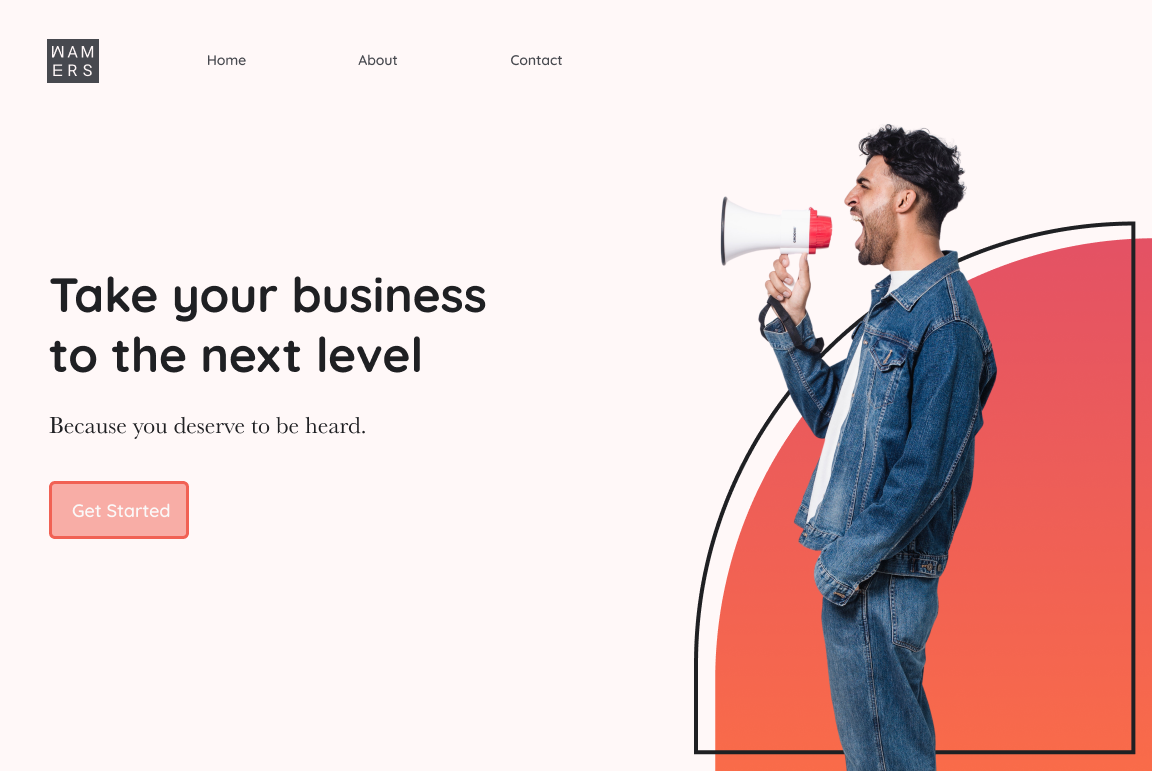 WAM
ERS
Home About Contact
Take your business
to the next level
Because you deserve to be heard.
Get Started